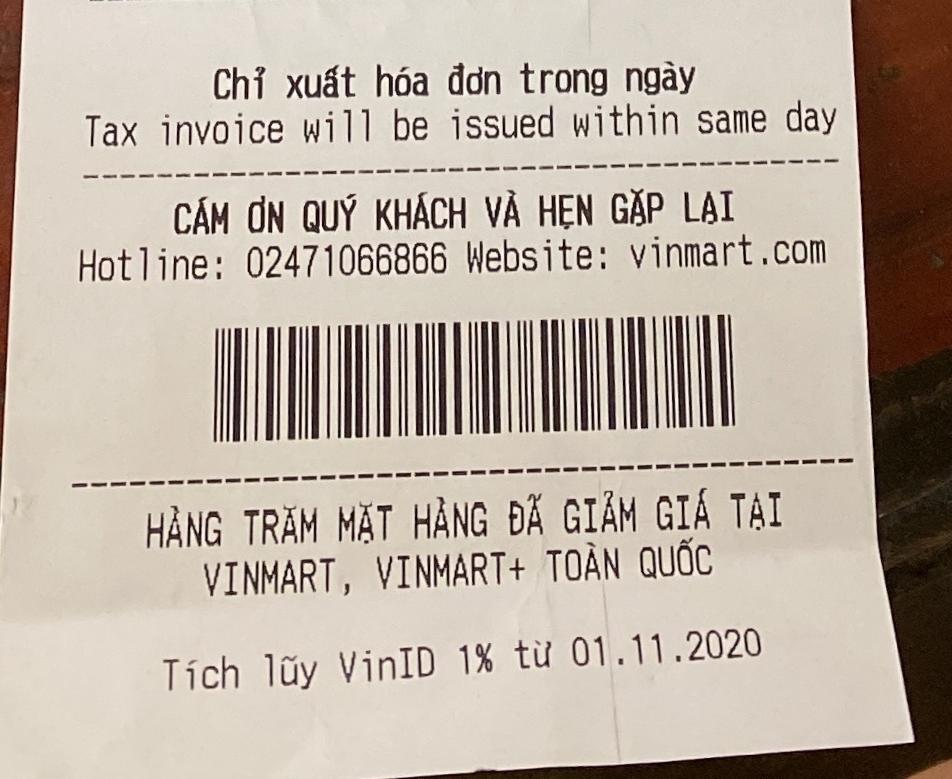 Chỉ xuất hóa đơn trong ngày
Tax invoice will be issued within same day
CÁM ƠN QUÝ KHÁCH VÀ HẸN GẶP LẠI
Hotline: 02471066866 Website: vinmart.com
HÀNG TRĂM MẶT HÀNG ĐÃ GIẢM GIÁ TẠI
VINMART, VINMART+ TOÀN QUỐC
Tích lũy VinID 1% từ 01.11.2020